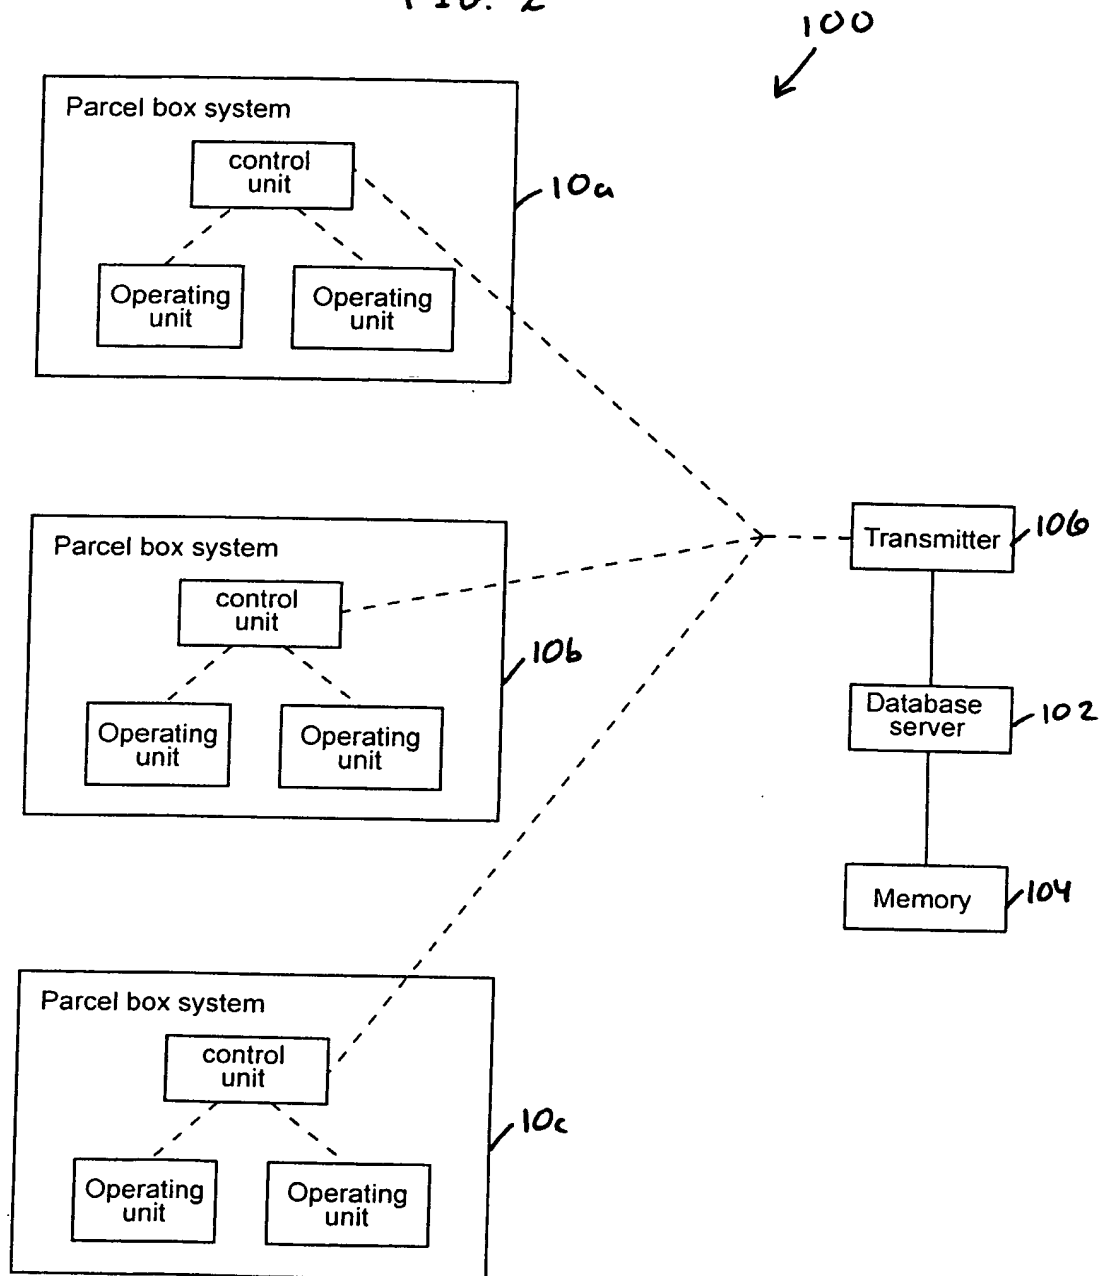 FIG. 2
100
Parcel box system
control
unit
10a
Operating
unit
Operating
unit
Parcel box system
control
unit
10b
Operating
unit
Operating
unit
Transmitter
106
Database
server
102
Memory
104
Parcel box system
control
unit
10c
Operating
unit
Operating
unit